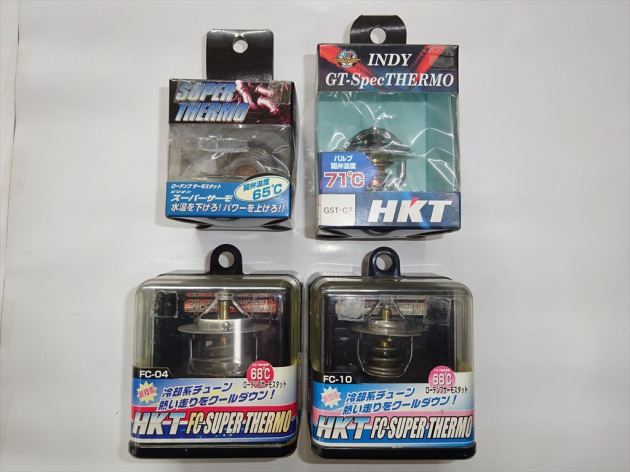 SUPER
THERMO
ローテンプ サーモスタット
開弁温度
65℃
スーパーサーモ
水温を下げろ!パワーを上げろ!!
INDY
GT-SpecTHERMO
バルブ
開弁温度
71℃
GST-02
HKT
FC-04
新技術
冷却系チューン
熱い走りをクールダウン!
68℃
ローテンプサーモスタット
HKT-FC-SUPER-THERMO
FC-10
冷却系チューン
熱い走りをクールダウン!
68℃
ローテンプサーモスタット
HKT-FC-SUPER-THERMO